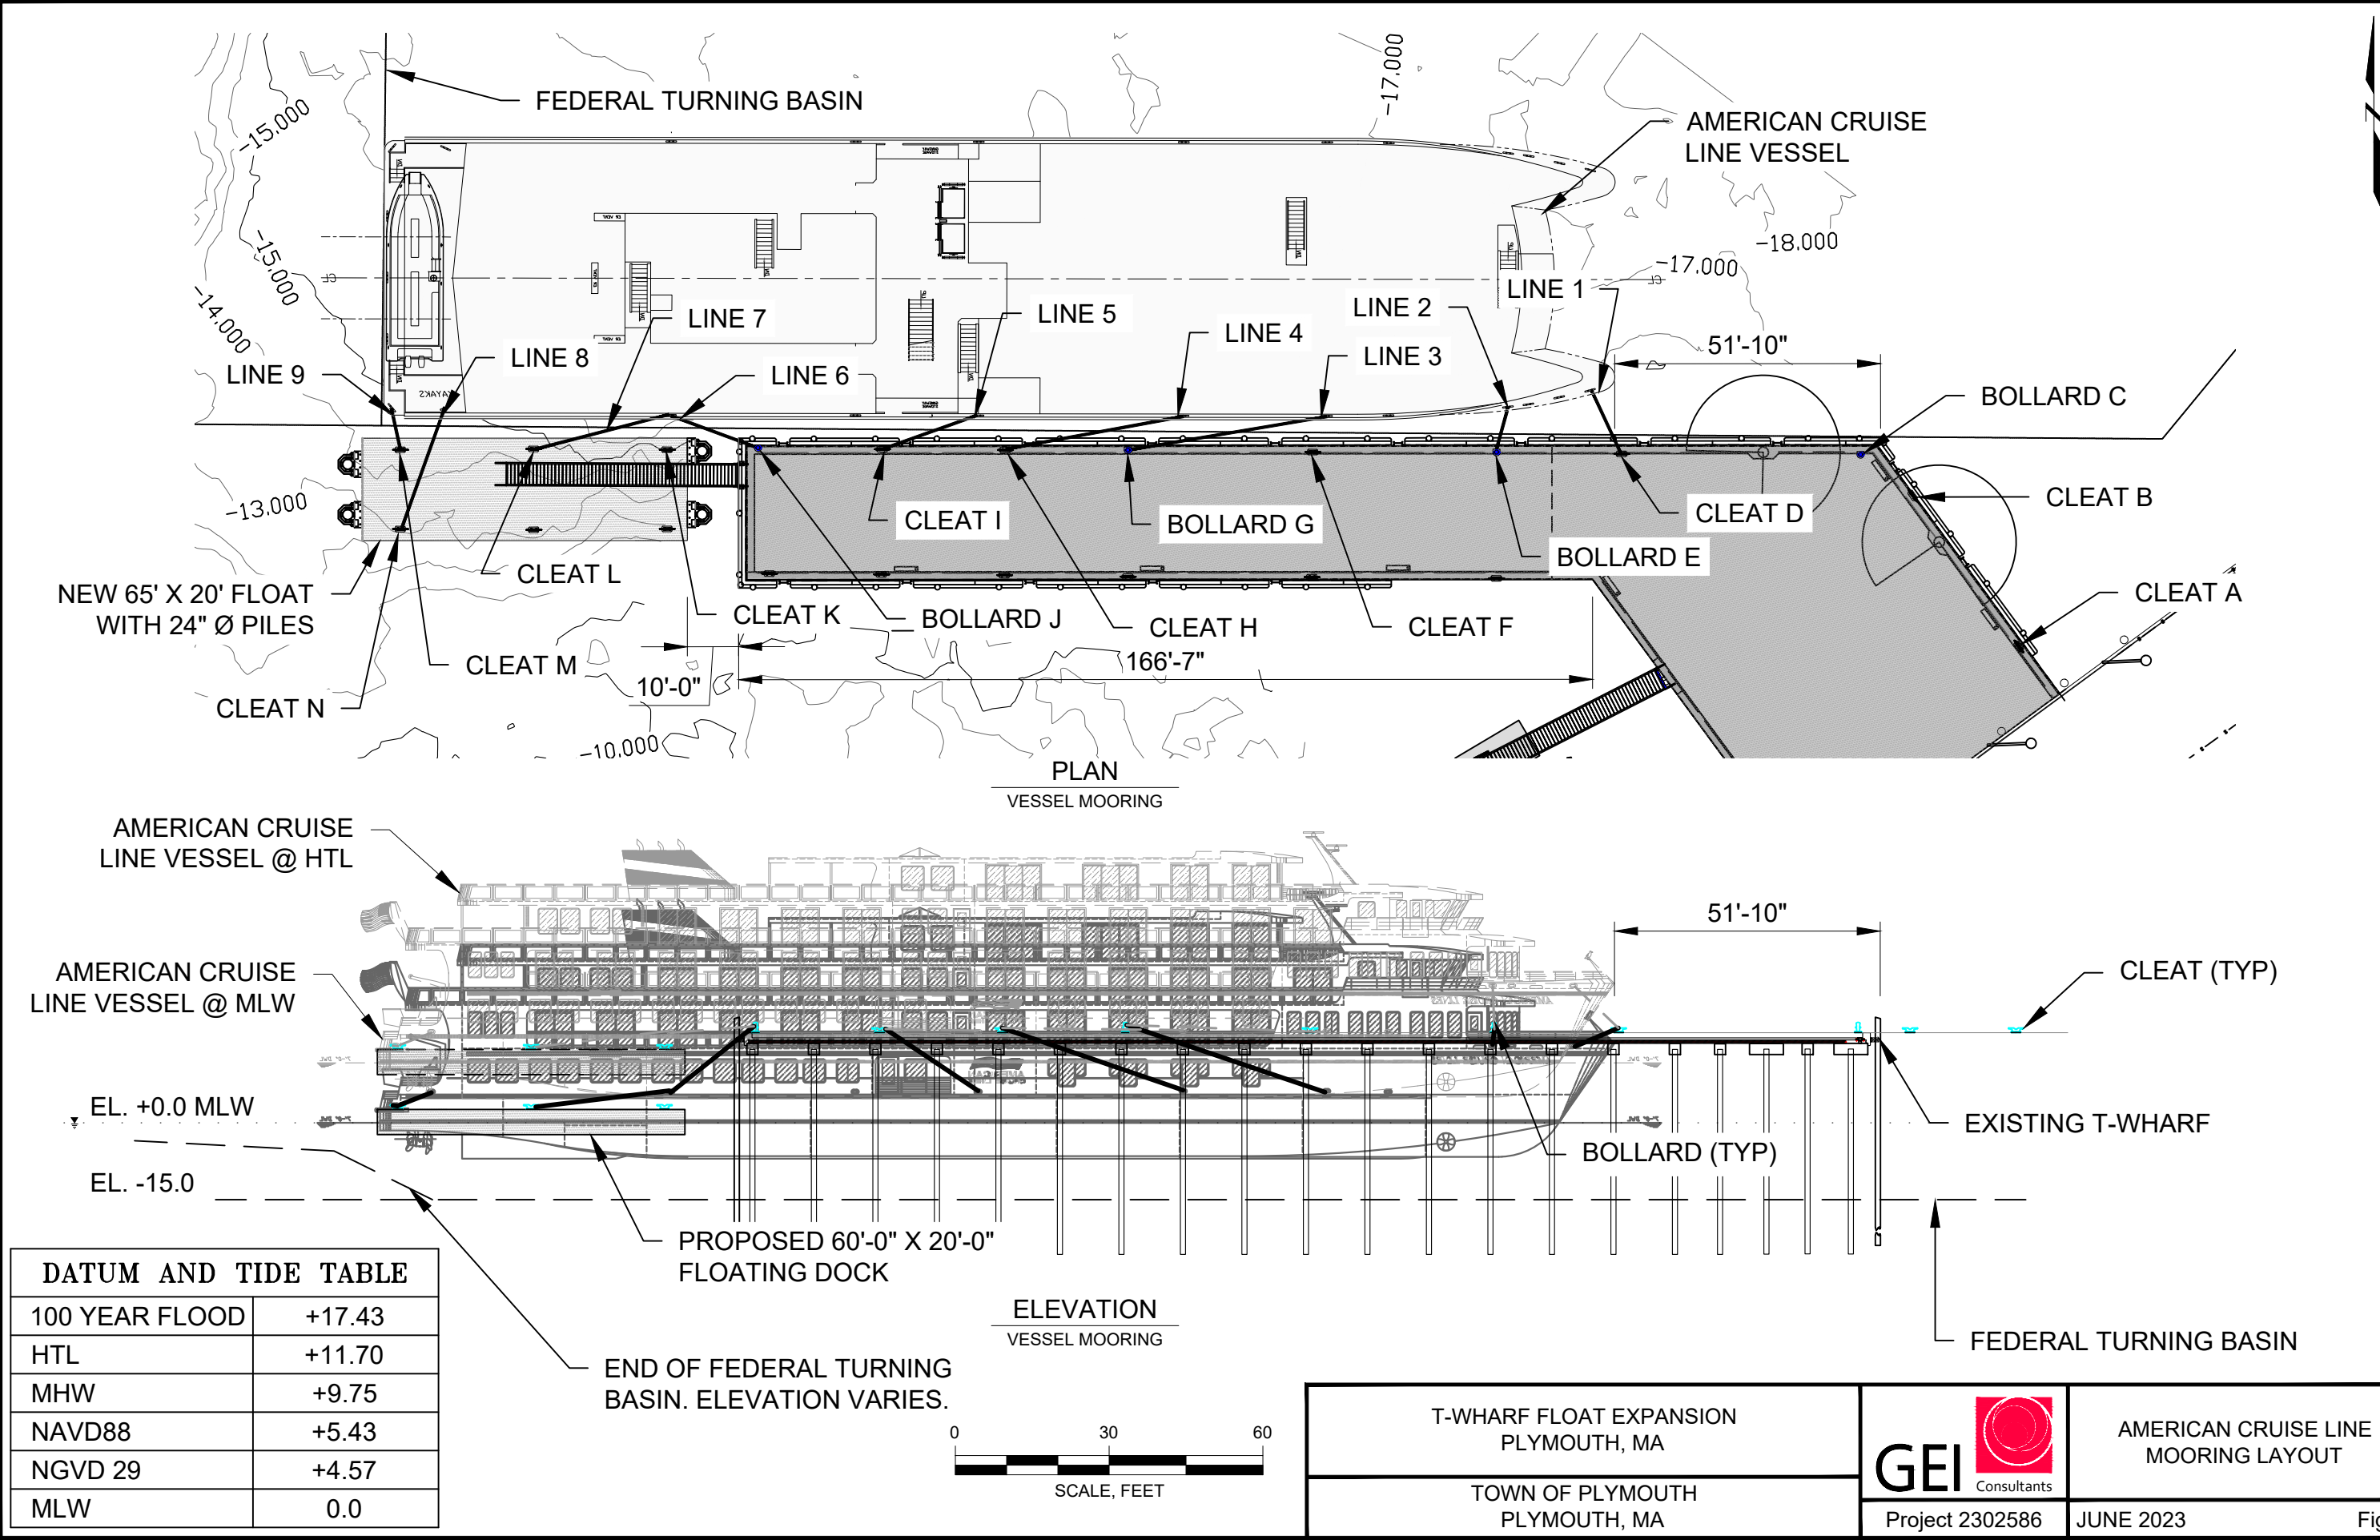 FEDERAL TURNING BASIN
-15.000
-17.000
AMERICAN CRUISE
LINE VESSEL
-15.000
-18.000
-17.000
-14.000
LINE 1
LINE 2
LINE 5
LINE 7
LINE 4
LINE 3
51'-10"
LINE 8
LINE 6
LINE 9
KAYAKS
BOLLARD C
-13.000
CLEAT B
CLEAT I
BOLLARD G
CLEAT D
BOLLARD E
CLEAT L
NEW 65' X 20' FLOAT
WITH 24" Ø PILES
CLEAT A
CLEAT K
BOLLARD J
CLEAT H
CLEAT F
CLEAT M
166'-7"
10'-0"
CLEAT N
-10.000
PLAN
VESSEL MOORING
AMERICAN CRUISE
LINE VESSEL @ HTL
51'-10"
AMERICAN CRUISE
LINE VESSEL @ MLW
CLEAT (TYP)
EL. +0.0 MLW
EXISTING T-WHARF
BOLLARD (TYP)
EL. -15.0
PROPOSED 60'-0" X 20'-0"
FLOATING DOCK
ELEVATION
VESSEL MOORING
FEDERAL TURNING BASIN
END OF FEDERAL TURNING
BASIN. ELEVATION VARIES.
DATUM AND TIDE TABLE
100 YEAR FLOOD +17.43
HTL +11.70
MHW +9.75
NAVD88 +5.43
NGVD 29 +4.57
MLW 0.0
0 30 60
SCALE, FEET
T-WHARF FLOAT EXPANSION
PLYMOUTH, MA
TOWN OF PLYMOUTH
PLYMOUTH, MA
GEI
Consultants
Project 2302586
AMERICAN CRUISE LINE
MOORING LAYOUT
JUNE 2023